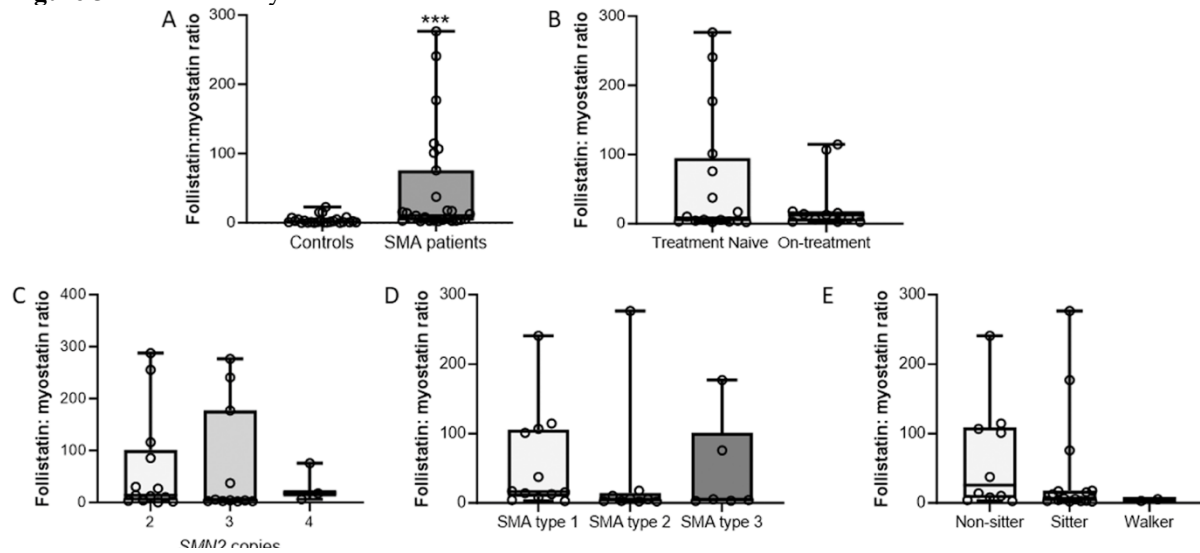 A
Follistatin:myostatin ratio
300
200
100
0
***
Controls
SMA patients
B
Follistatin: myostatin ratio
300
200
100
0
Treatment Naive
On-treatment
C
Follistatin: myostatin ratio
400
300
200
100
0
2
3
4
SMN2 copies
D
Follistatin: myostatin ratio
300
200
100
0
SMA type 1
SMA type 2
SMA type 3
E
Follistatin: myostatin ratio
300
200
100
0
Non-sitter
Sitter
Walker